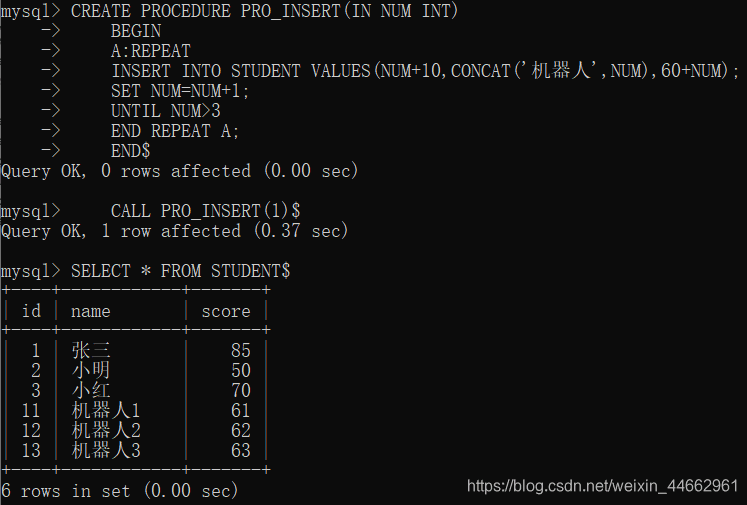 mysql> CREATE PROCEDURE PRO_INSERT(IN NUM INT)
    ->     BEGIN
    ->     A:REPEAT
    ->     INSERT INTO STUDENT VALUES(NUM+10,CONCAT('机器人',NUM),60+NUM);
    ->     SET NUM=NUM+1;
    ->     UNTIL NUM>3
    ->     END REPEAT A;
    ->     END$
Query OK, 0 rows affected (0.00 sec)

mysql>     CALL PRO_INSERT(1)$
Query OK, 1 row affected (0.37 sec)

mysql> SELECT * FROM STUDENT$
+----+------------+-------+
| id | name       | score |
+----+------------+-------+
|  1 | 张三       |    85 |
|  2 | 小明       |    50 |
|  3 | 小红       |    70 |
| 11 | 机器人1    |    61 |
| 12 | 机器人2    |    62 |
| 13 | 机器人3    |    63 |
+----+------------+-------+
6 rows in set (0.00 sec)
https://blog.csdn.net/weixin_44662961